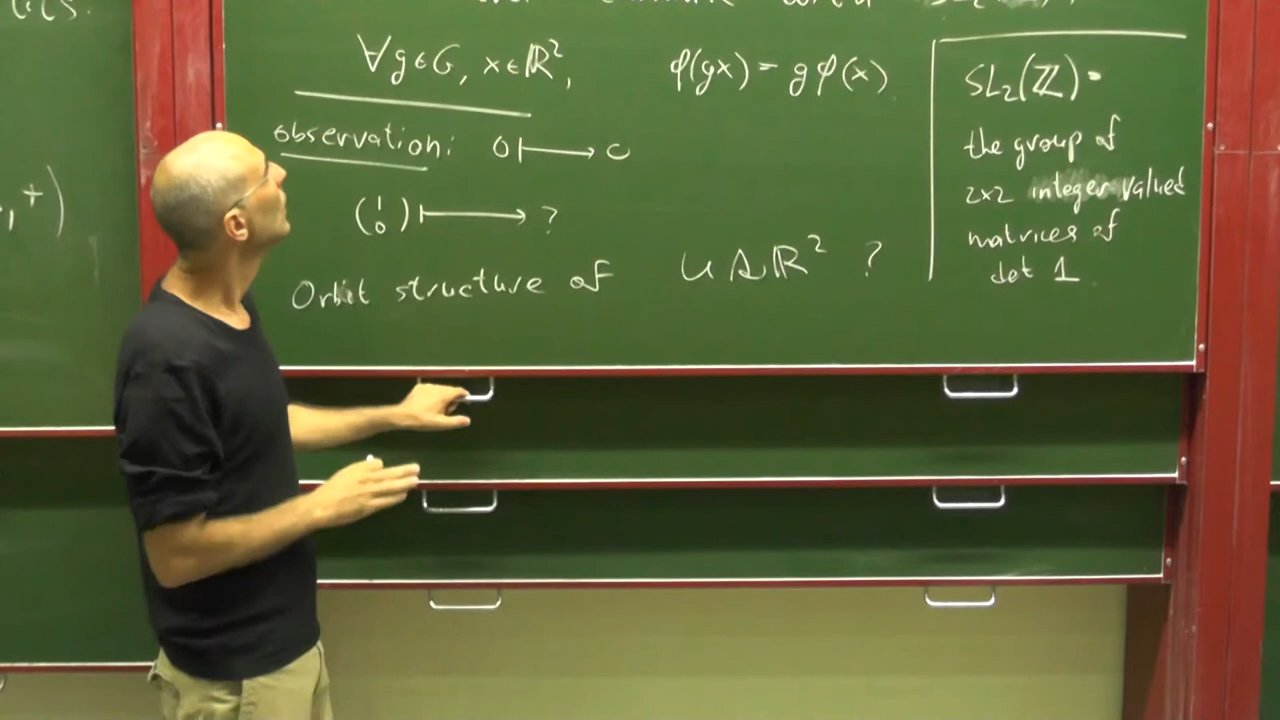 ∀g∈G, x∈ℝ², φ(gx) = gφ(x)
observation: 0 ↦ 0
(1 0) ↦ ?
Orbit structure of U ↷ ℝ² ?
SL₂(ℤ) =
the group of
2x2 integer valued
matrices of
det 1
, +)